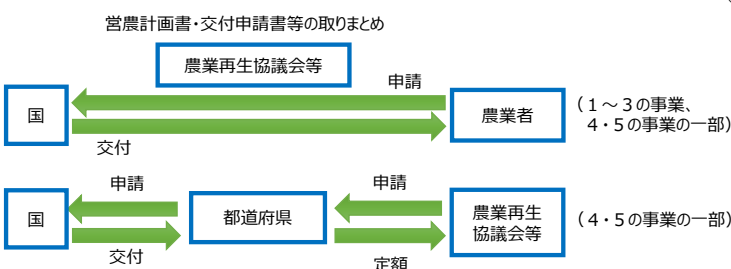 営農計画書・交付申請書等の取りまとめ
農業再生協議会等
申請
国
農業者
（１～３の事業、
４・５の事業の一部）
交付
申請
申請
国
都道府県
農業再生
協議会等
（４・５の事業の一部）
交付
定額